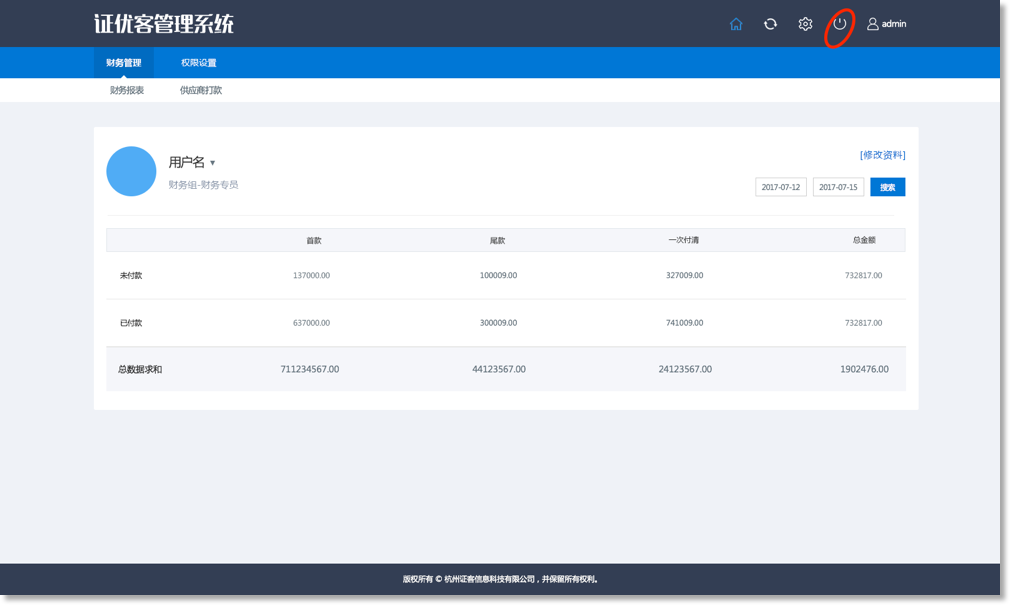 证优客管理系统
admin
财务管理 权限设置
财务报表 供应商打款
用户名 ▼
[修改资料]
财务组-财务专员
2017-07-12 2017-07-15 搜索
首款 尾款 一次付清 总金额
未付款 137000.00 100009.00 327009.00 732817.00
已付款 637000.00 300009.00 741009.00 732817.00
总数据求和 711234567.00 44123567.00 24123567.00 1902476.00
版权所有 © 杭州证客信息科技有限公司，并保留所有权利。